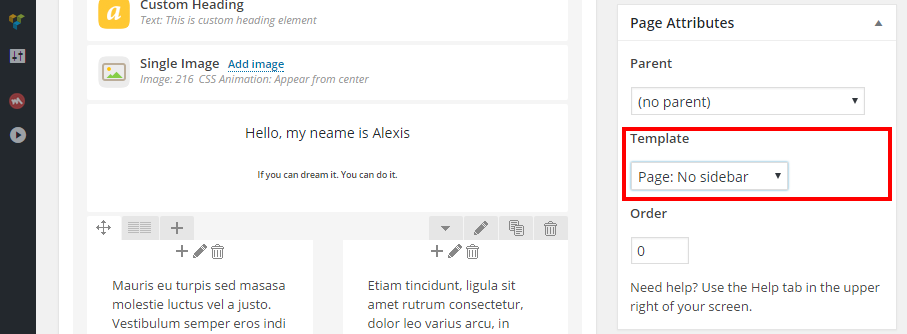 Custom Heading
Text: This is custom heading element
Single Image Add image
Image: 216 CSS Animation: Appear from center
Hello, my neame is Alexis
If you can dream it. You can do it.
Mauris eu turpis sed masasa
molestie luctus vel a justo.
Vestibulum semper eros indi
Etiam tincidunt, ligula sit
amet rutrum consectetur,
dolor leo varius arcu, in
Page Attributes
Parent
(no parent)
Template
Page: No sidebar
Order
0
Need help? Use the Help tab in the upper
right of your screen.